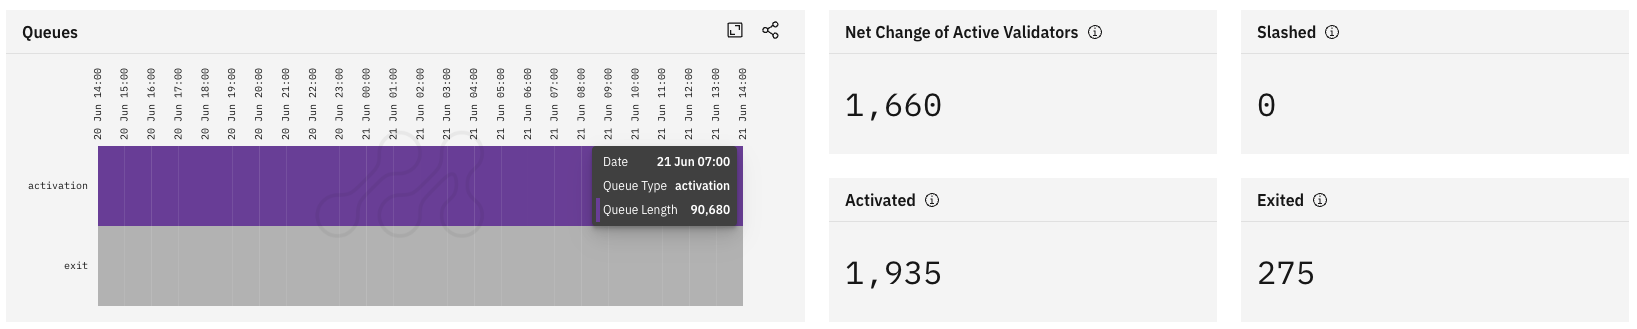 Queues
20 Jun 14:00
20 Jun 15:00
20 Jun 16:00
20 Jun 17:00
20 Jun 18:00
20 Jun 19:00
20 Jun 20:00
20 Jun 21:00
20 Jun 22:00
20 Jun 23:00
21 Jun 00:00
21 Jun 01:00
21 Jun 02:00
21 Jun 03:00
21 Jun 04:00
21 Jun 05:00
21 Jun 06:00
21 Jun 07:00
21 Jun 08:00
21 Jun 09:00
21 Jun 10:00
21 Jun 11:00
21 Jun 12:00
21 Jun 13:00
21 Jun 14:00
activation
exit
Date 21 Jun 07:00
Queue Type activation
Queue Length 90,680
Net Change of Active Validators
1,660
Slashed
0
Activated
1,935
Exited
275